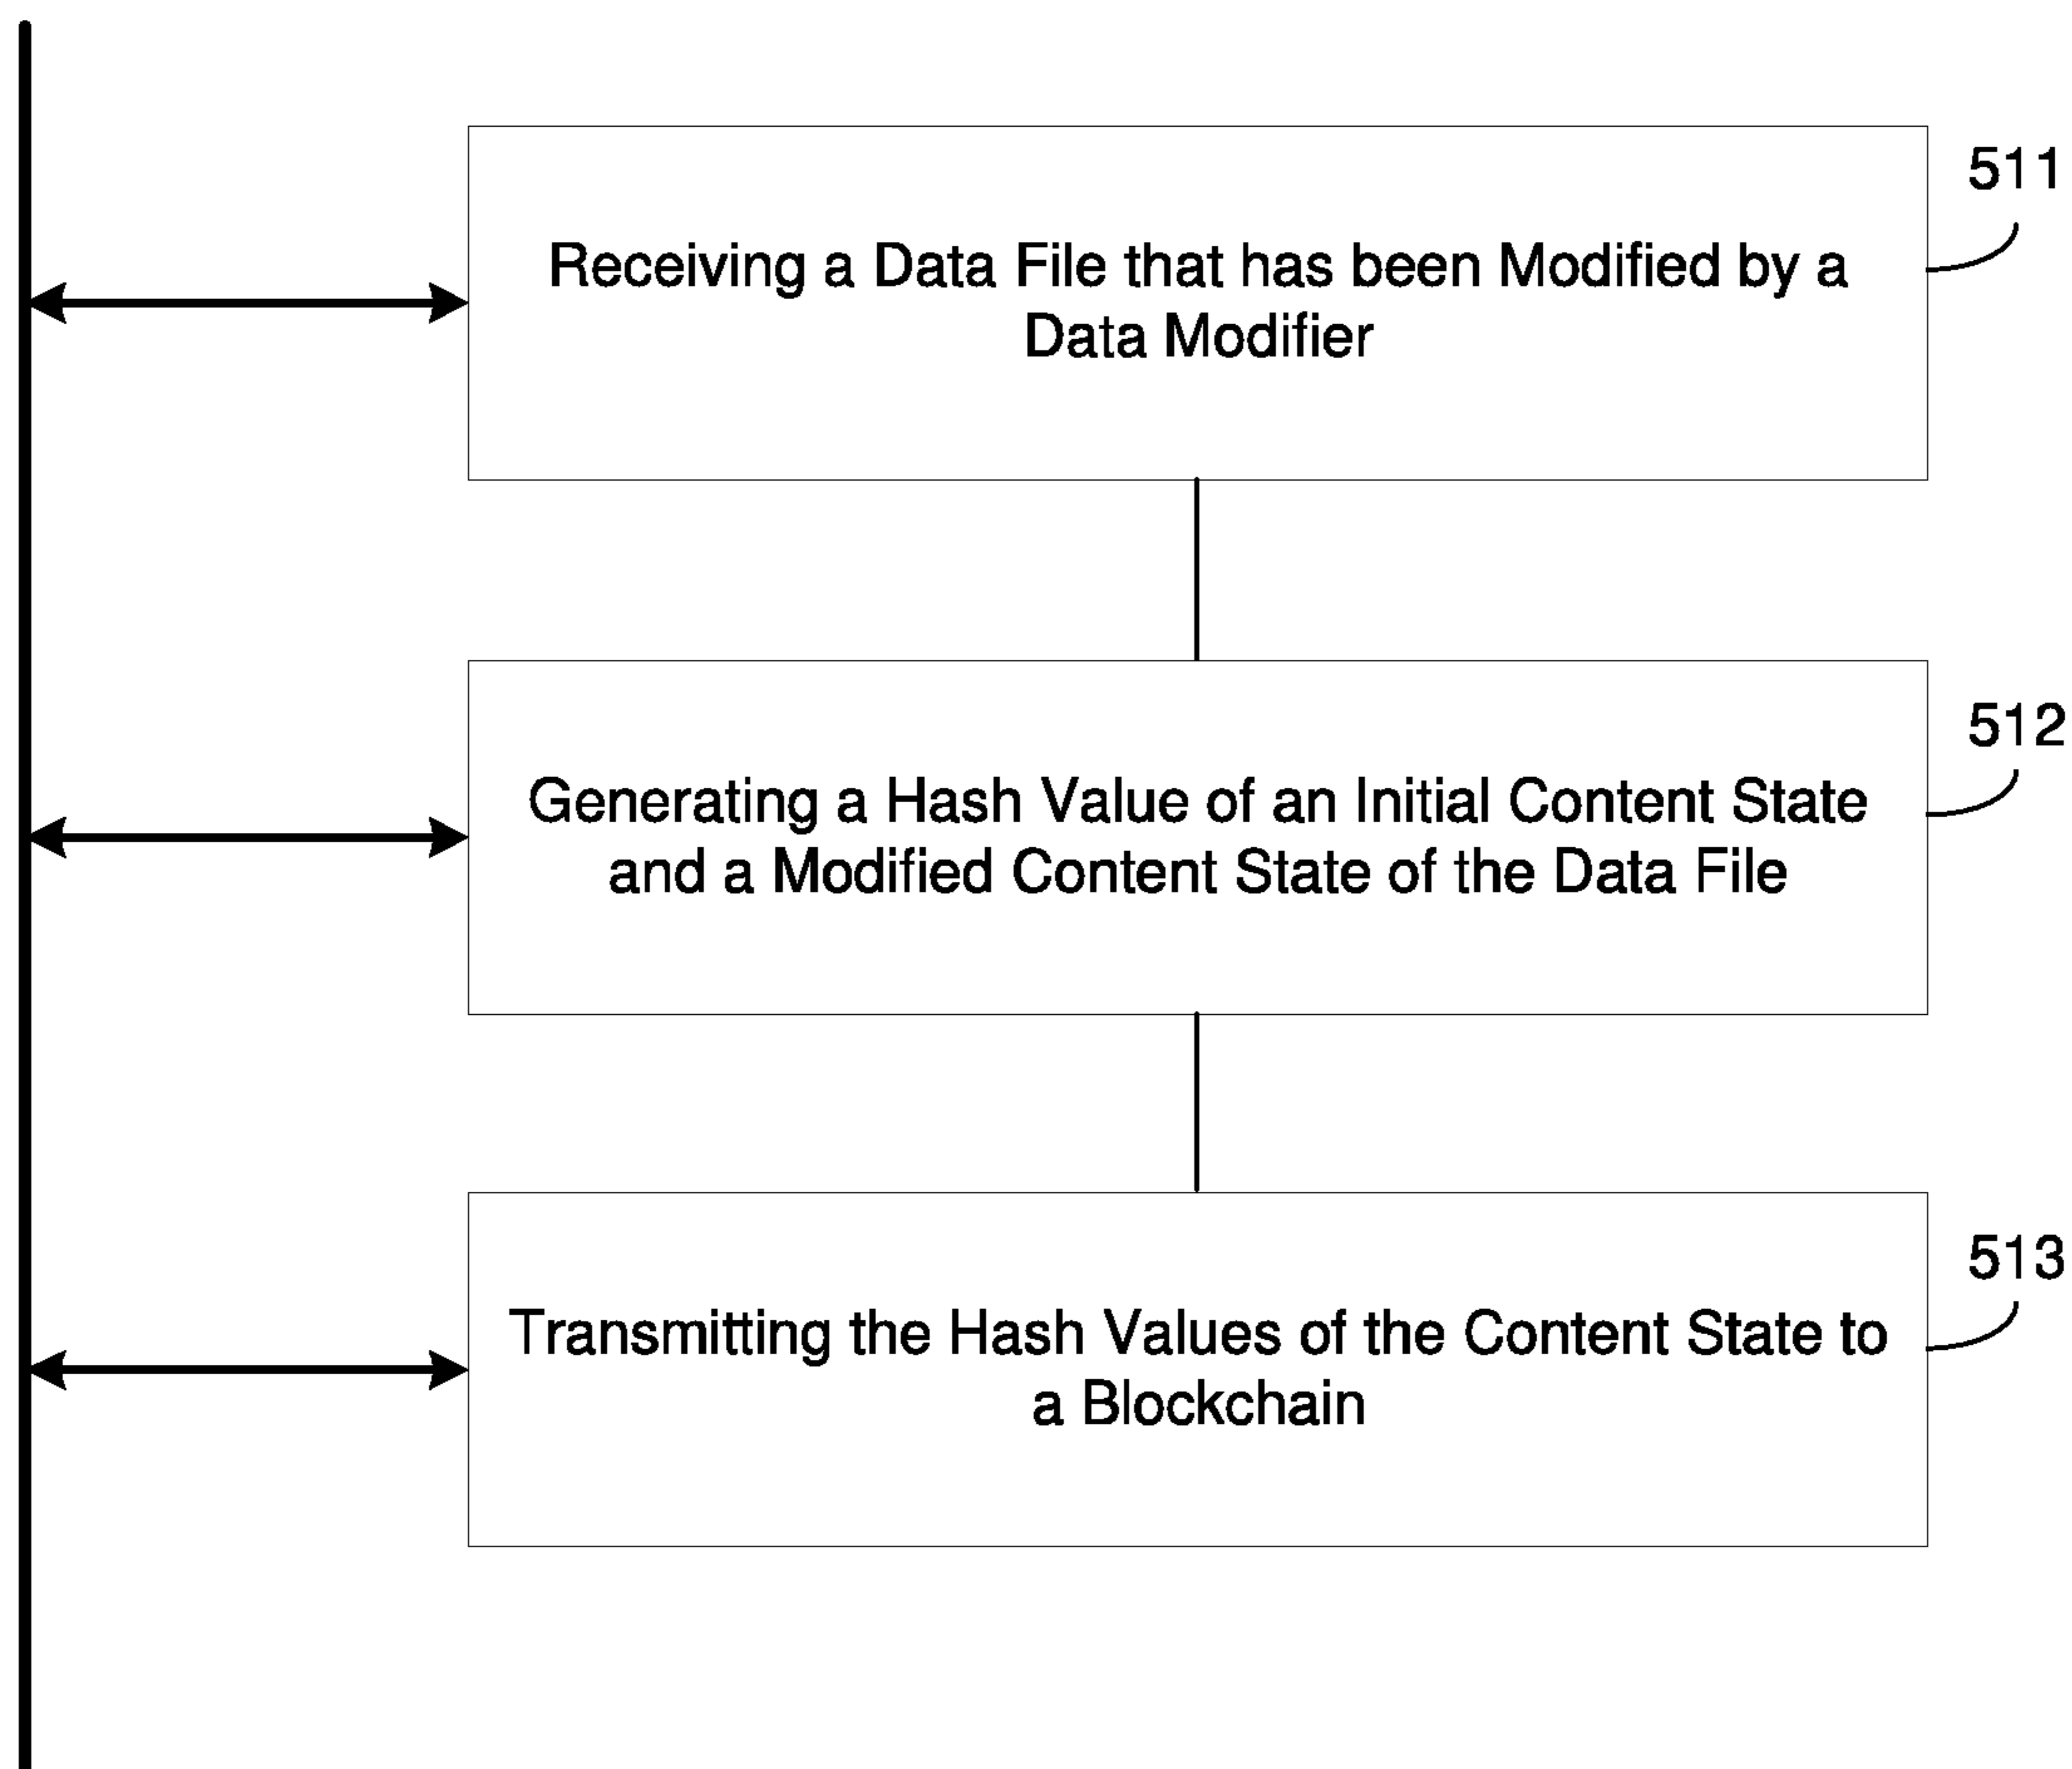 511
Receiving a Data File that has been Modified by a
Data Modifier
512
Generating a Hash Value of an Initial Content State
and a Modified Content State of the Data File
513
Transmitting the Hash Values of the Content State to
a Blockchain